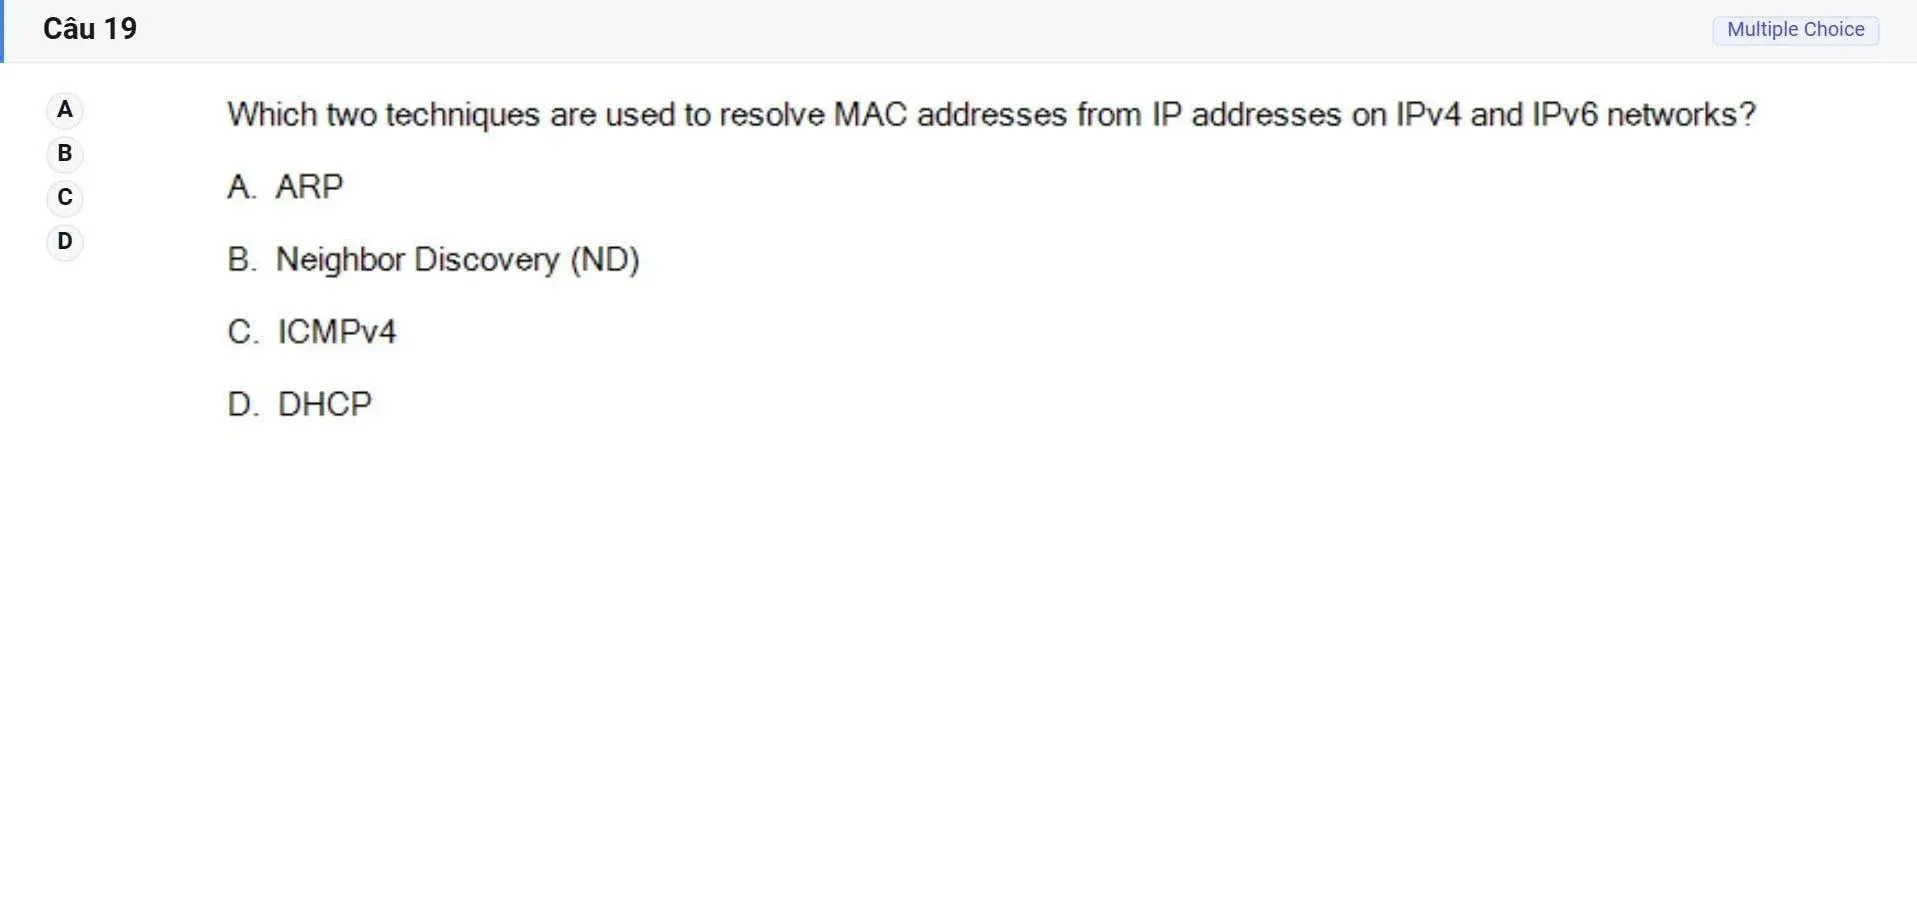 Câu 19
Multiple Choice
A
B
C
D
Which two techniques are used to resolve MAC addresses from IP addresses on IPv4 and IPv6 networks?
A. ARP
B. Neighbor Discovery (ND)
C. ICMPv4
D. DHCP